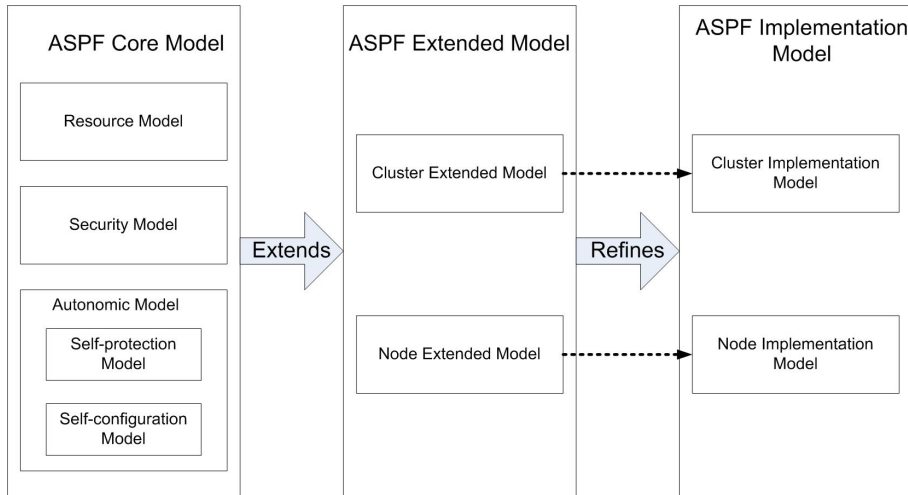 ASPF Core Model
Resource Model
Security Model
Autonomic Model
Self-protection
Model
Self-configuration
Model
Extends
ASPF Extended Model
Cluster Extended Model
Node Extended Model
Refines
ASPF Implementation
Model
Cluster Implementation
Model
Node Implementation
Model